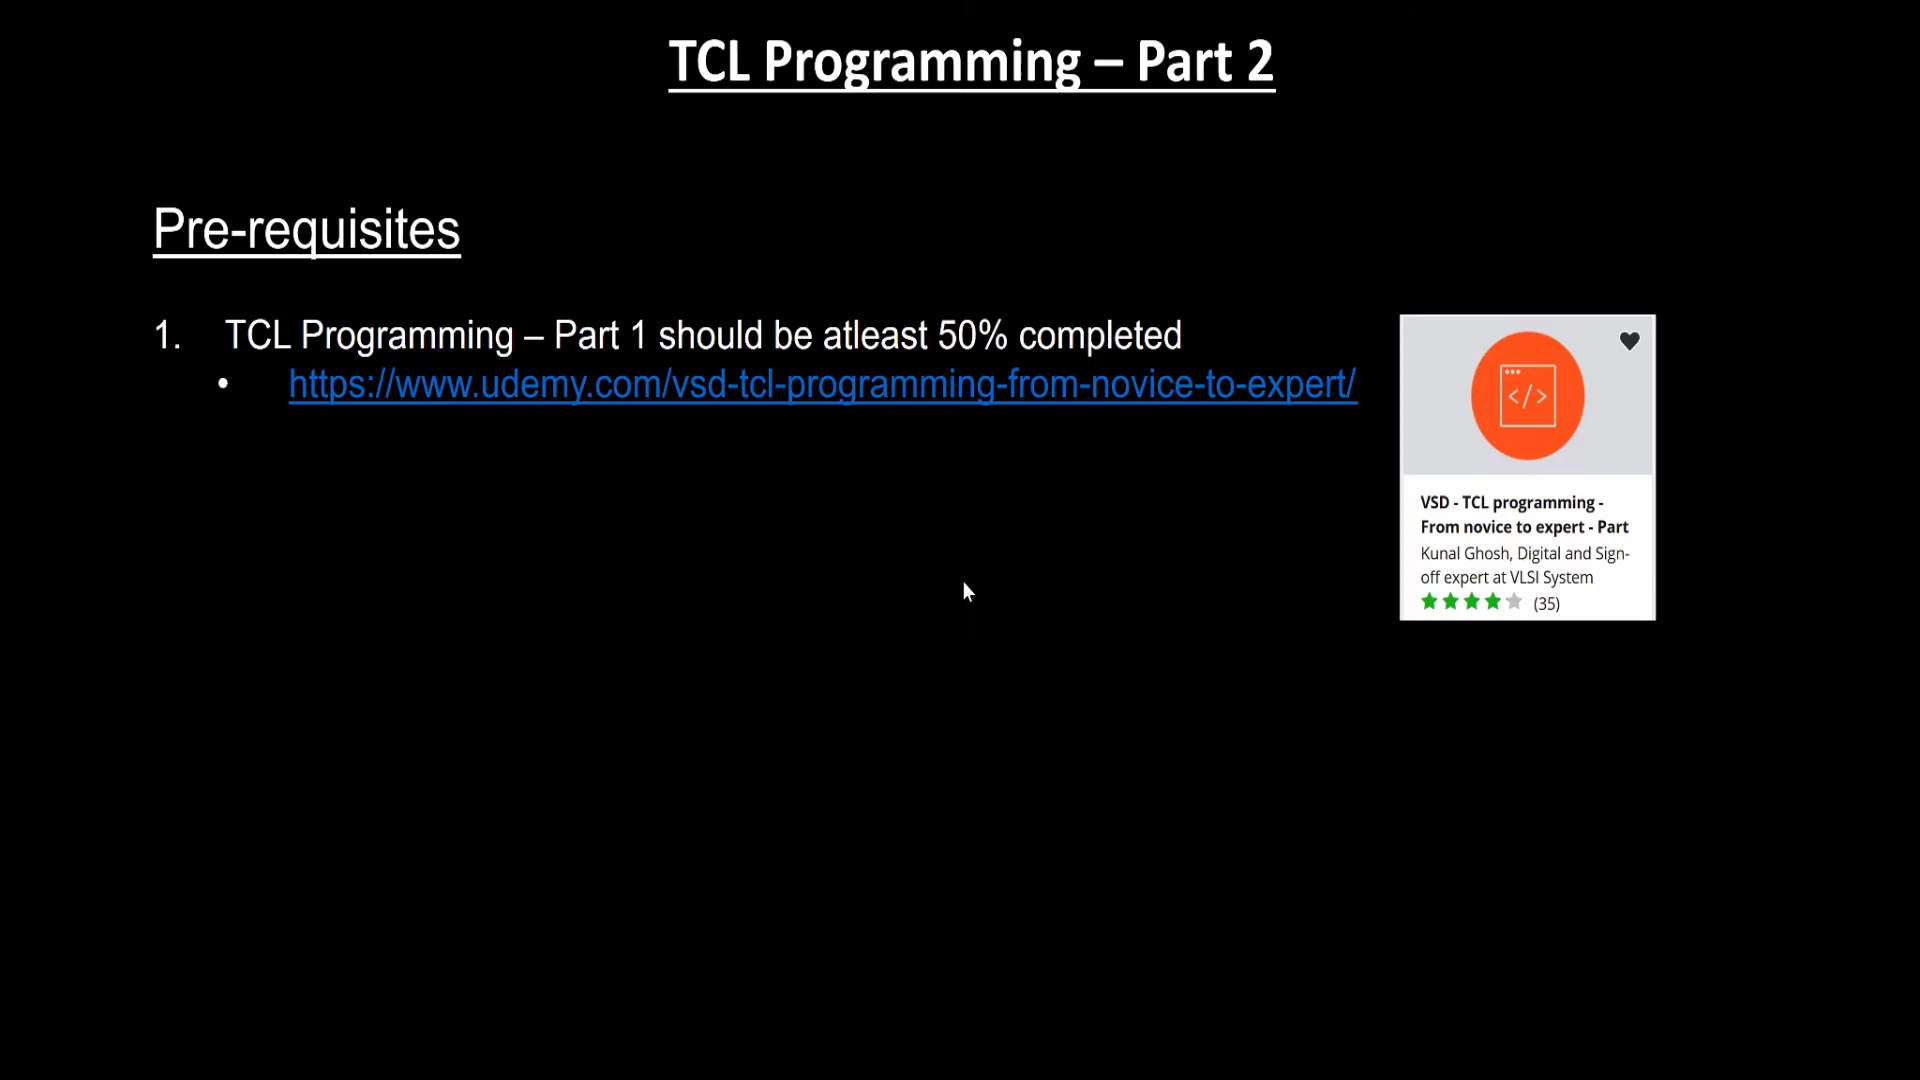 TCL Programming – Part 2
Pre-requisites
1. TCL Programming – Part 1 should be atleast 50% completed
• https://www.udemy.com/vsd-tcl-programming-from-novice-to-expert/
</>
VSD - TCL programming -
From novice to expert - Part
Kunal Ghosh, Digital and Sign-
off expert at VLSI System
(35)